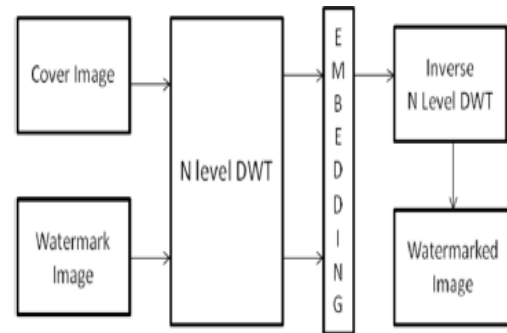 Cover Image
Watermark
Image
N level DWT
E
M
B
E
D
D
I
N
G
Inverse
N Level DWT
Watermarked
Image